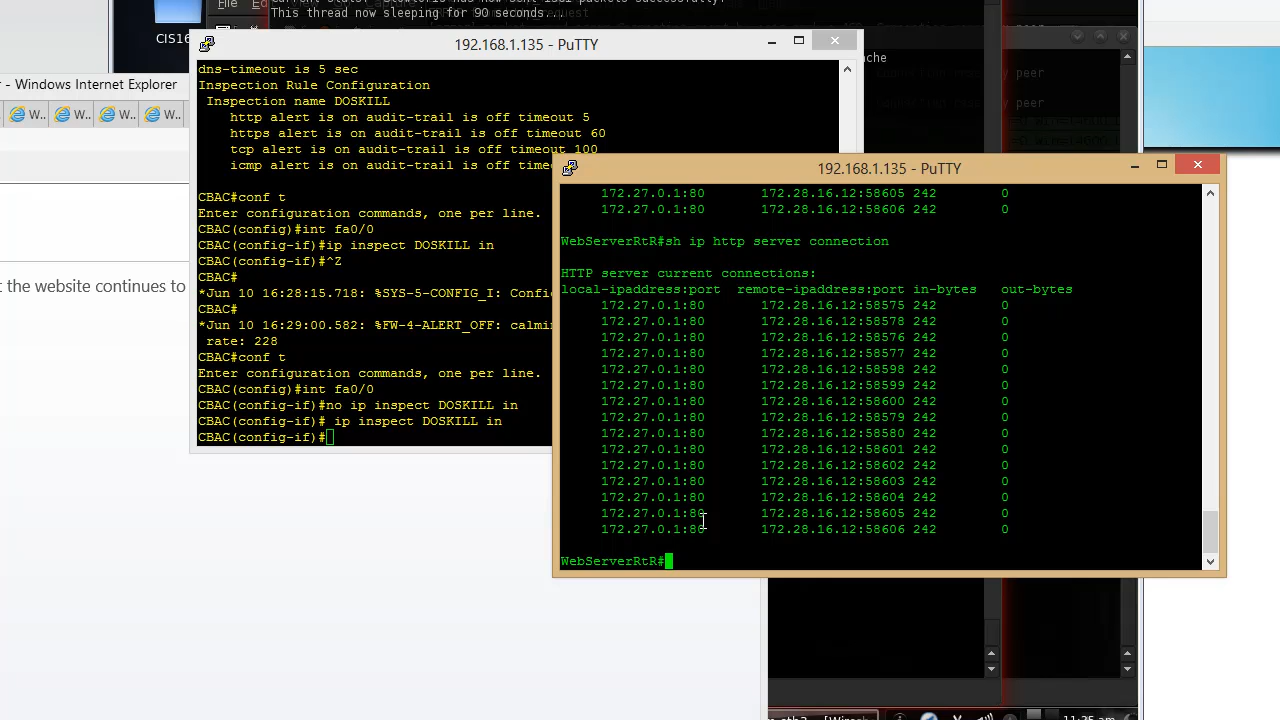 File
This thread now sleeping for 90 seconds...
CIS16
192.168.1.135 - PuTTY
- Windows Internet Explorer
W..
W..
W..
W..
t the website continues to
dns-timeout is 5 sec
Inspection Rule Configuration
Inspection name DOSKILL
http alert is on audit-trail is off timeout 5
https alert is on audit-trail is off timeout 60
tcp alert is on audit-trail is off timeout 100
icmp alert is on audit-trail is off time
CBAC#conf t
Enter configuration commands, one per line.
CBAC(config)#int fa0/0
CBAC(config-if)#ip inspect DOSKILL in
CBAC(config-if)#^Z
CBAC#
*Jun 10 16:28:15.718: %SYS-5-CONFIG_I: Confi
CBAC#
*Jun 10 16:29:00.582: %FW-4-ALERT_OFF: calmi
rate: 228
CBAC#conf t
Enter configuration commands, one per line.
CBAC(config)#int fa0/0
CBAC(config-if)#no ip inspect DOSKILL in
CBAC(config-if)# ip inspect DOSKILL in
CBAC(config-if)#
ache
peer
peer
192.168.1.135 - PuTTY
172.27.0.1:80 172.28.16.12:58605 242 0
172.27.0.1:80 172.28.16.12:58606 242 0
WebServerRtR#sh ip http server connection
HTTP server current connections:
local-ipaddress:port remote-ipaddress:port in-bytes out-bytes
172.27.0.1:80 172.28.16.12:58575 242 0
172.27.0.1:80 172.28.16.12:58578 242 0
172.27.0.1:80 172.28.16.12:58576 242 0
172.27.0.1:80 172.28.16.12:58577 242 0
172.27.0.1:80 172.28.16.12:58598 242 0
172.27.0.1:80 172.28.16.12:58599 242 0
172.27.0.1:80 172.28.16.12:58600 242 0
172.27.0.1:80 172.28.16.12:58579 242 0
172.27.0.1:80 172.28.16.12:58580 242 0
172.27.0.1:80 172.28.16.12:58601 242 0
172.27.0.1:80 172.28.16.12:58602 242 0
172.27.0.1:80 172.28.16.12:58603 242 0
172.27.0.1:80 172.28.16.12:58604 242 0
172.27.0.1:80 172.28.16.12:58605 242 0
172.27.0.1:80 172.28.16.12:58606 242 0
WebServerRtR#
11:25 am